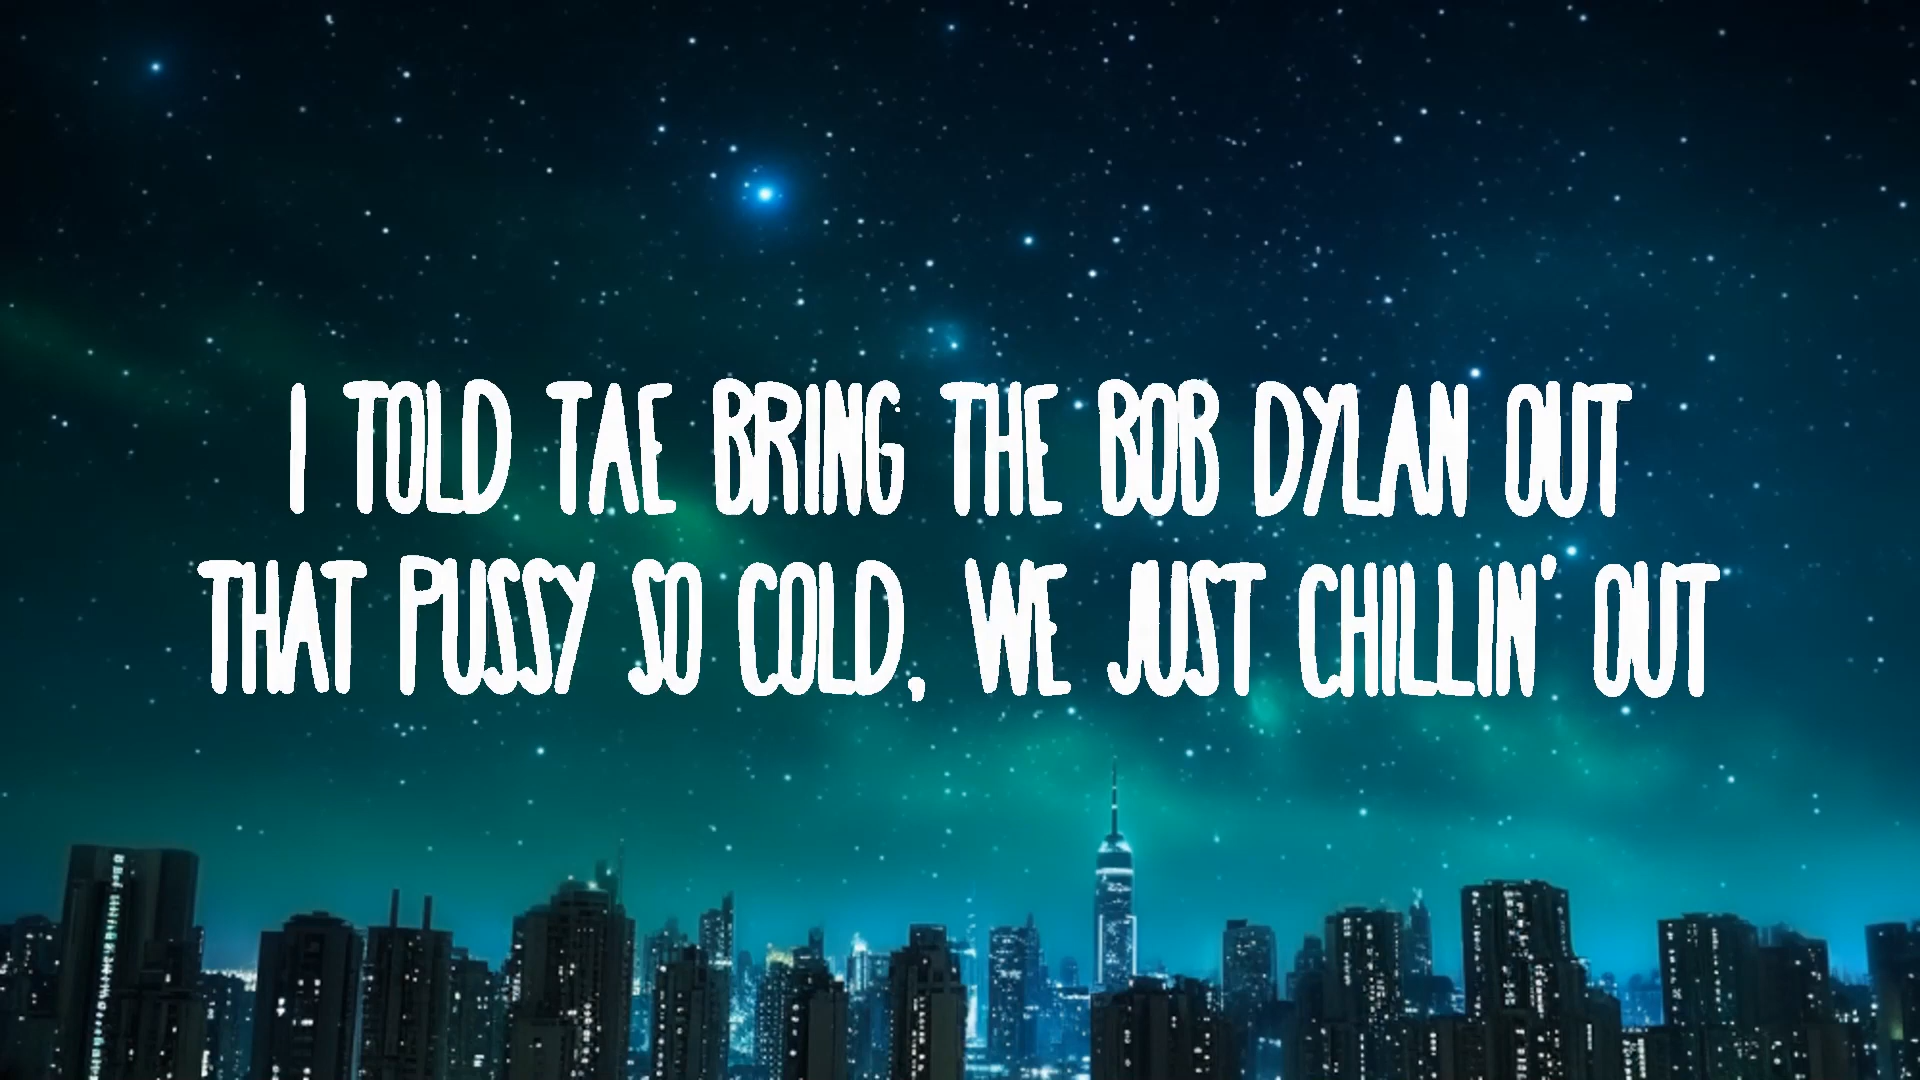 I TOLD TAE BRING THE BOB DYLAN OUT
THAT PUSSY SO COLD, WE JUST CHILLIN' OUT